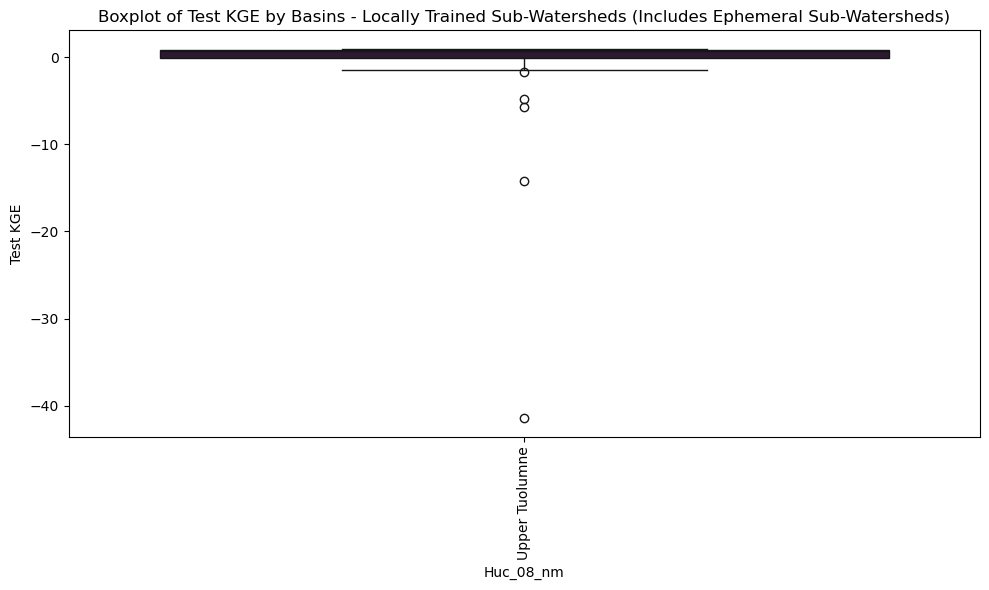 Boxplot of Test KGE by Basins - Locally Trained Sub-Watersheds (Includes Ephemeral Sub-Watersheds)
0
−10
−20
−30
−40
Test KGE
Upper Tuolumne
Huc_08_nm